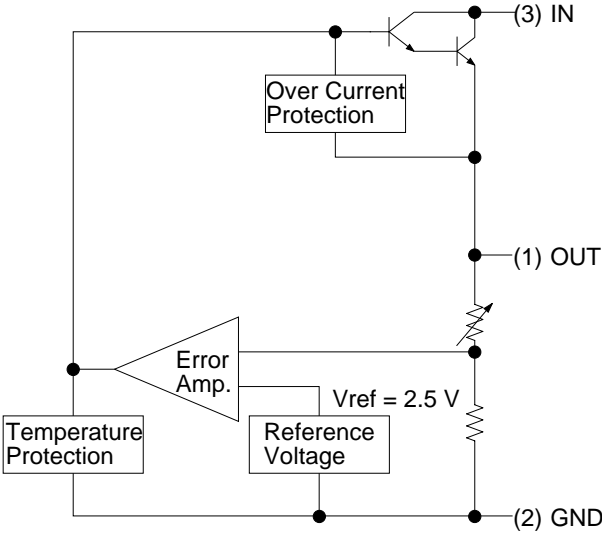 (3) IN
Over Current
Protection
(1) OUT
Error
Amp.
Vref = 2.5 V
Temperature
Protection
Reference
Voltage
(2) GND